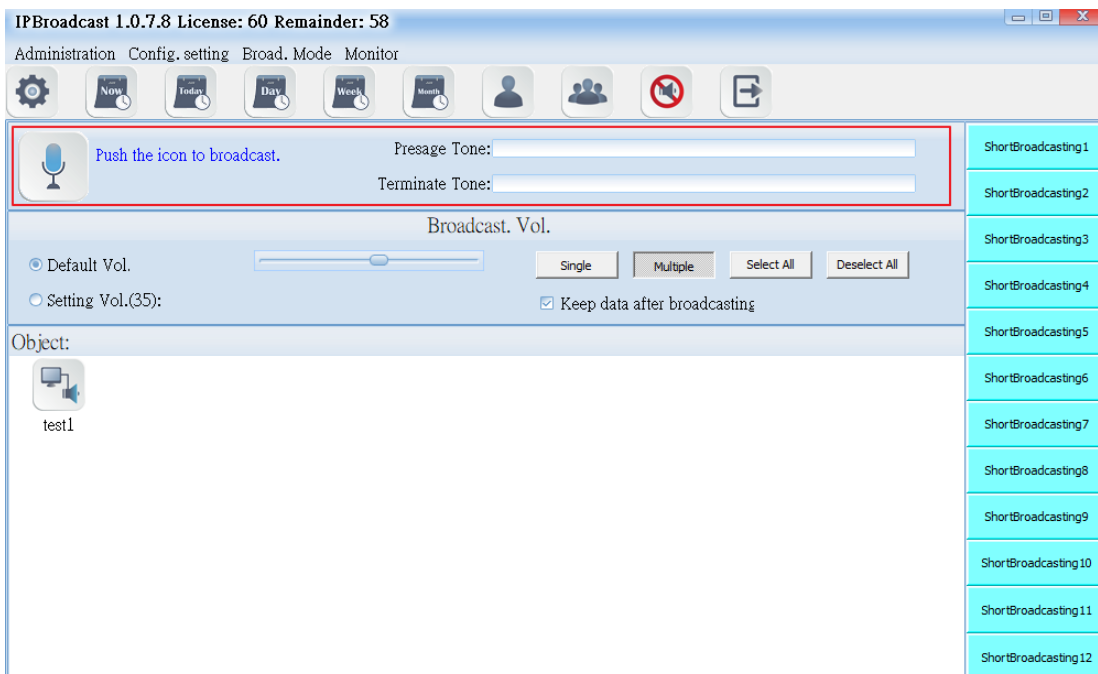 IPBroadcast 1.0.7.8 License: 60 Remainder: 58
Administration Config. setting Broad. Mode Monitor
Now Today Day Week Month
Push the icon to broadcast.
Presage Tone:
Terminate Tone:
Broadcast. Vol.
Default Vol.
Single Multiple Select All Deselect All
Setting Vol.(35):
Keep data after broadcasting
Object:
test1
ShortBroadcasting1
ShortBroadcasting2
ShortBroadcasting3
ShortBroadcasting4
ShortBroadcasting5
ShortBroadcasting6
ShortBroadcasting7
ShortBroadcasting8
ShortBroadcasting9
ShortBroadcasting10
ShortBroadcasting11
ShortBroadcasting12